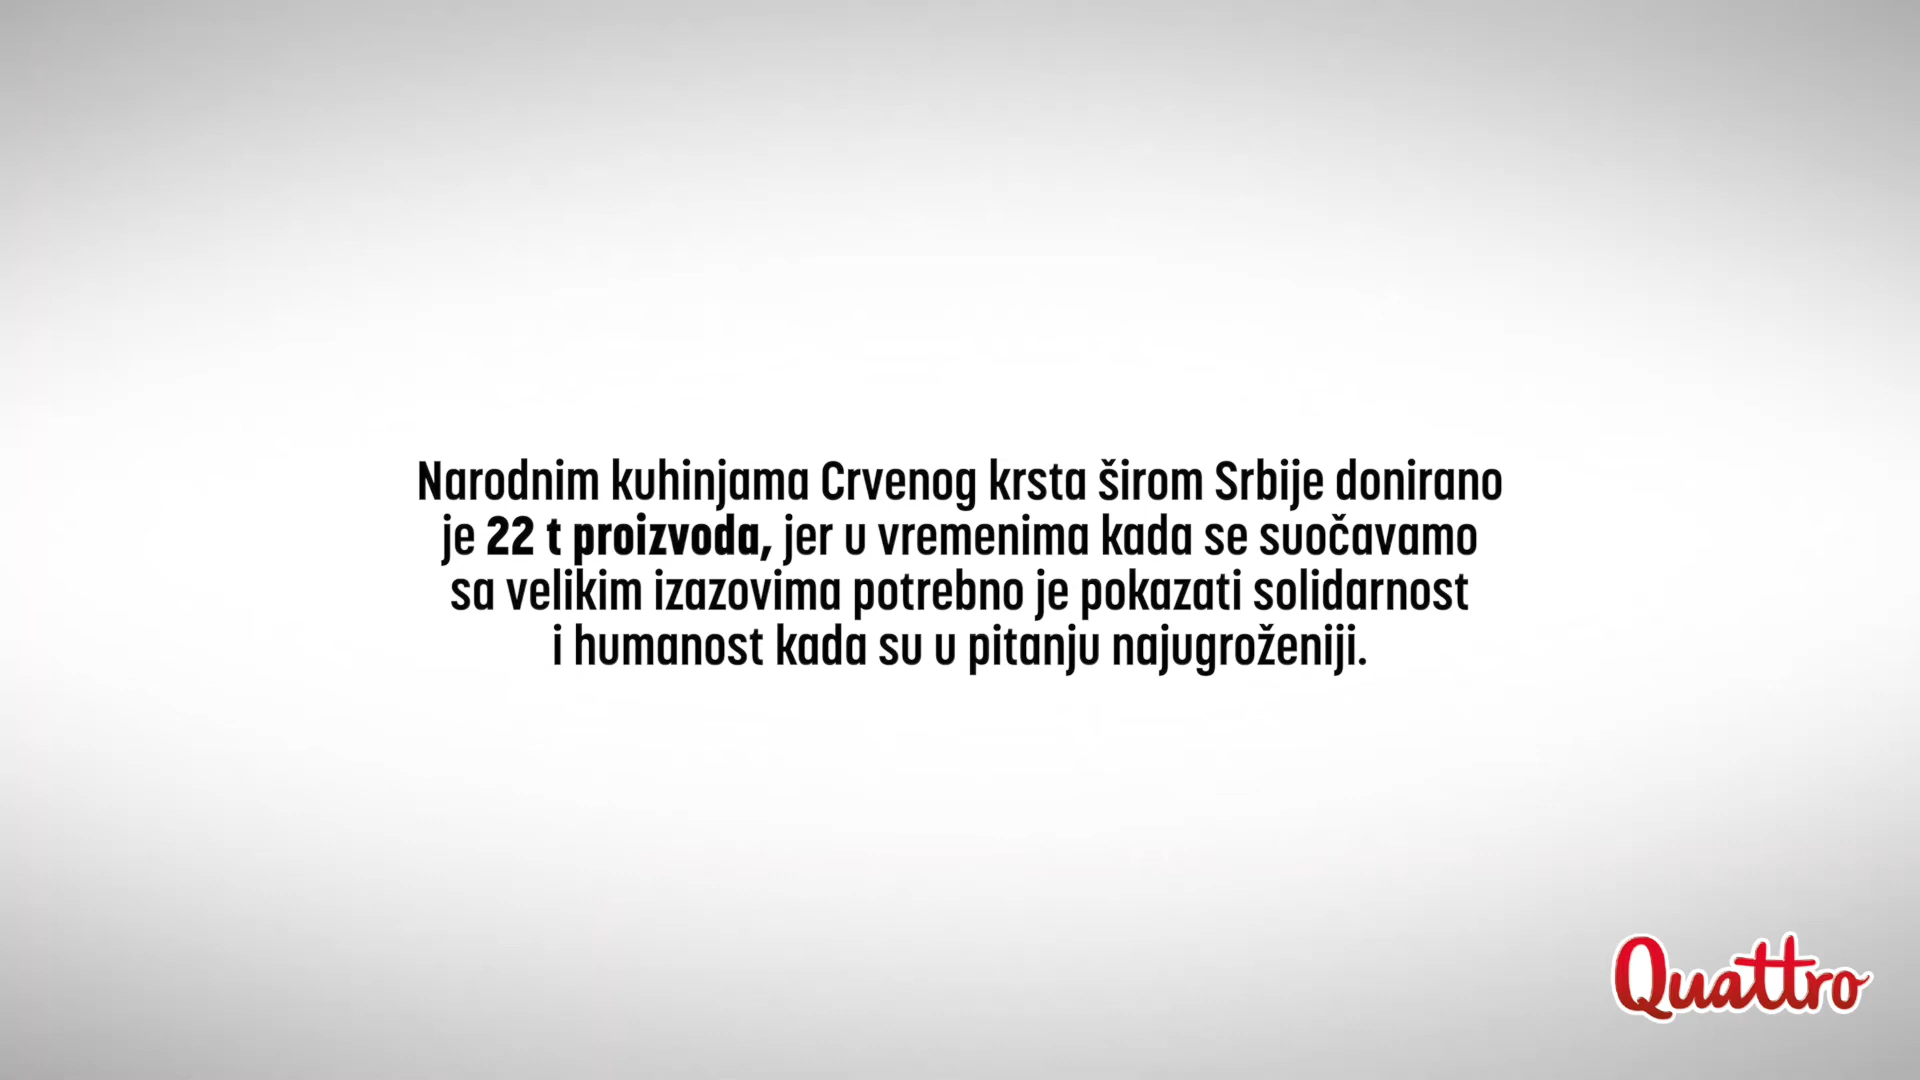 Narodnim kuhinjama Crvenog krsta širom Srbije donirano
je 22 t proizvoda, jer u vremenima kada se suočavamo
sa velikim izazovima potrebno je pokazati solidarnost
i humanost kada su u pitanju najugroženiji.
Quattro